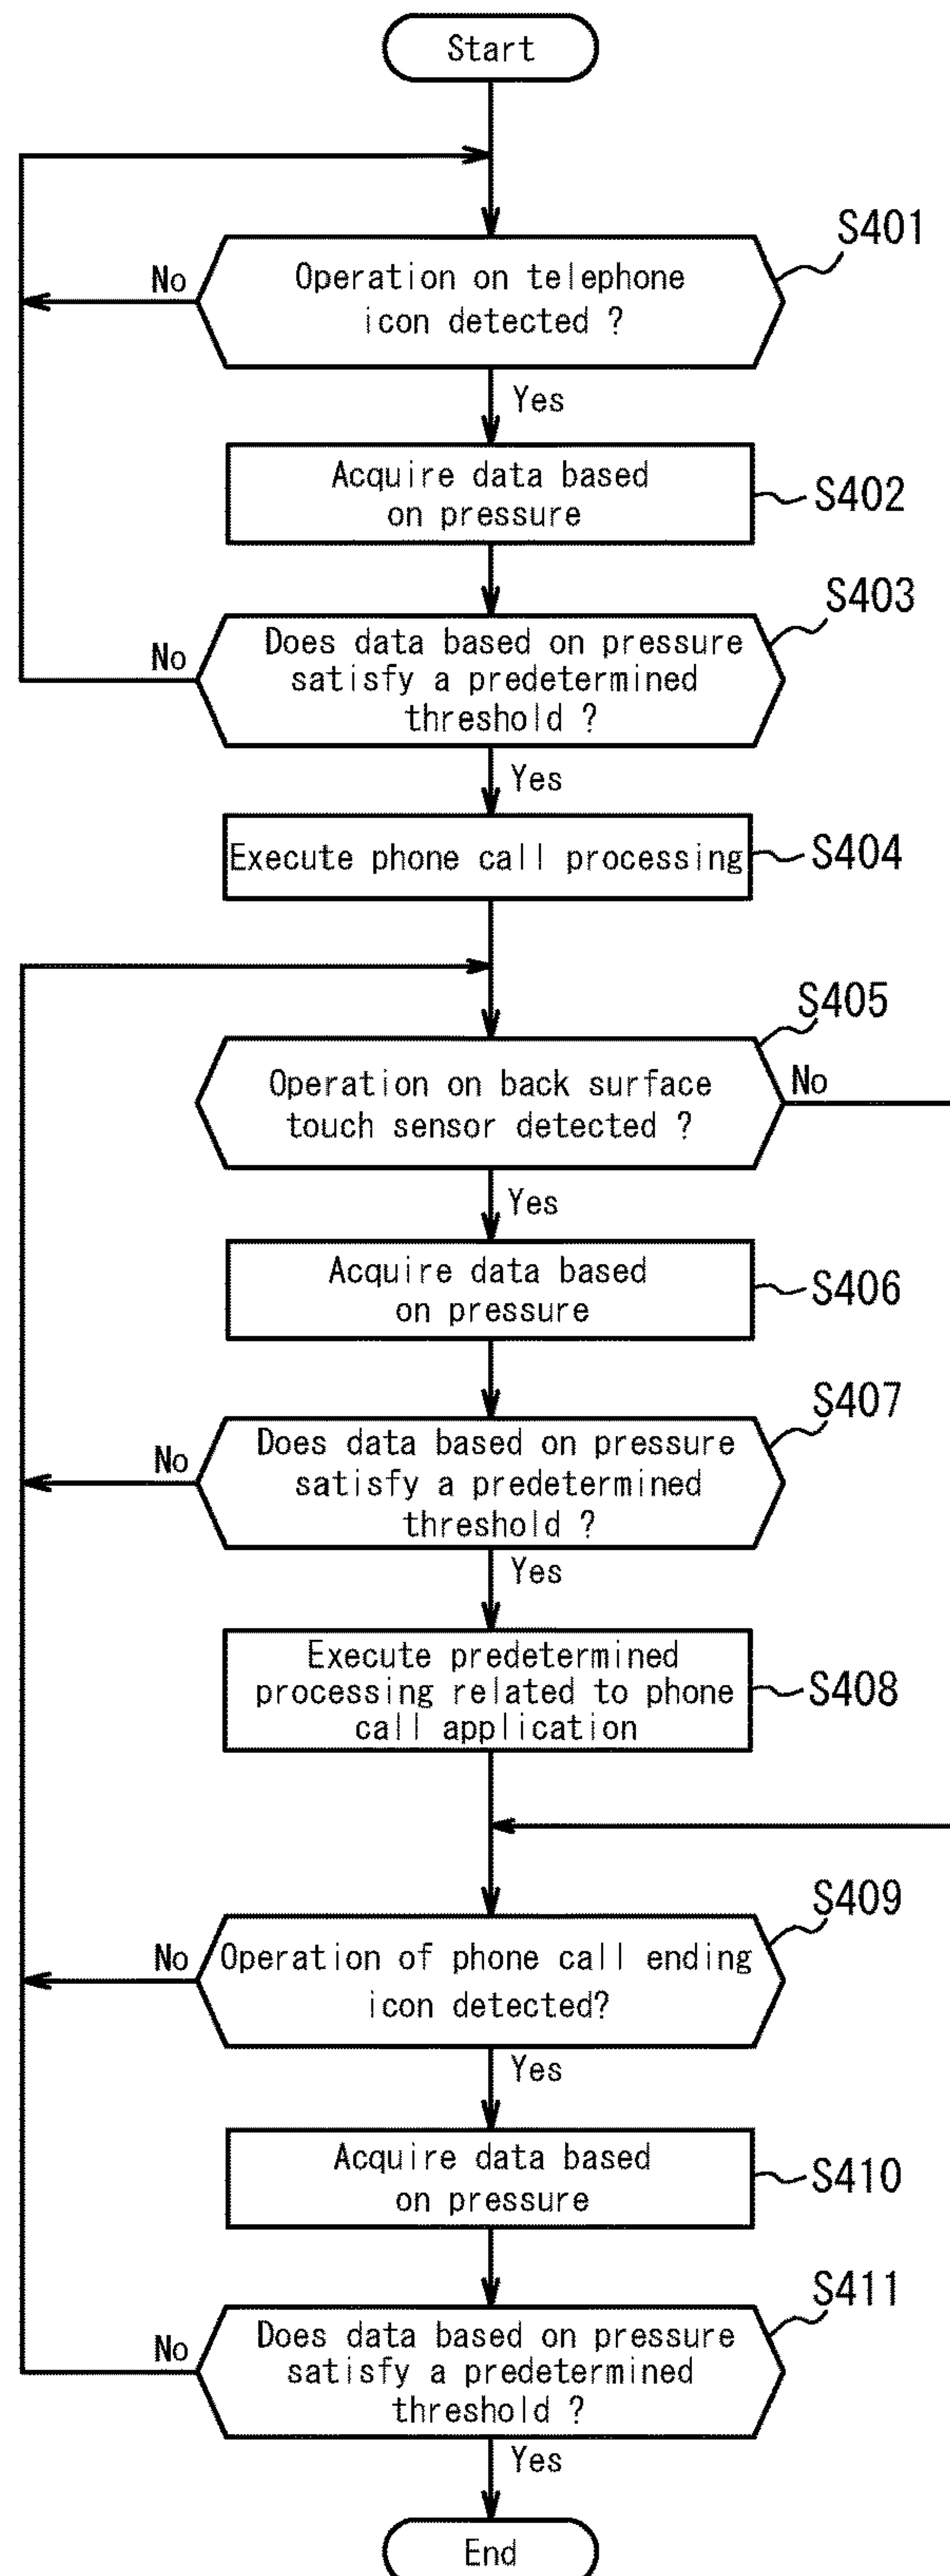 Start
S401
No
Operation on telephone
icon detected ?
Yes
Acquire data based
on pressure
S402
S403
No
Does data based on pressure
satisfy a predetermined
threshold ?
Yes
Execute phone call processing
S404
S405
Operation on back surface
touch sensor detected ?
No
Yes
Acquire data based
on pressure
S406
S407
No
Does data based on pressure
satisfy a predetermined
threshold ?
Yes
Execute predetermined
processing related to phone
call application
S408
S409
No
Operation of phone call ending
icon detected?
Yes
Acquire data based
on pressure
S410
S411
No
Does data based on pressure
satisfy a predetermined
threshold ?
Yes
End